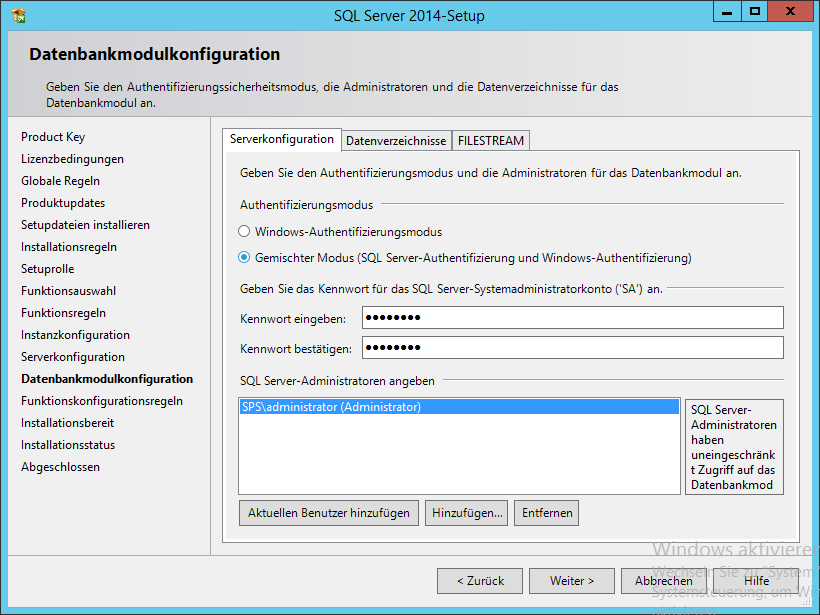 SQL Server 2014-Setup
Datenbankmodulkonfiguration
Geben Sie den Authentifizierungssicherheitsmodus, die Administratoren und die Datenverzeichnisse für das
Datenbankmodul an.
Product Key
Lizenzbedingungen
Globale Regeln
Produktupdates
Setupdateien installieren
Installationsregeln
Setuprolle
Funktionsauswahl
Funktionsregeln
Instanzkonfiguration
Serverkonfiguration
Datenbankmodulkonfiguration
Funktionskonfigurationsregeln
Installationsbereit
Installationsstatus
Abgeschlossen
Serverkonfiguration Datenverzeichnisse FILESTREAM
Geben Sie den Authentifizierungsmodus und die Administratoren für das Datenbankmodul an.
Authentifizierungsmodus
Windows-Authentifizierungsmodus
Gemischter Modus (SQL Server-Authentifizierung und Windows-Authentifizierung)
Geben Sie das Kennwort für das SQL Server-Systemadministratorkonto ('SA') an.
Kennwort eingeben: ●●●●●●●●
Kennwort bestätigen: ●●●●●●●●
SQL Server-Administratoren angeben
SPS\administrator (Administrator)
SQL Server-
Administratoren
haben
uneingeschränk
t Zugriff auf das
Datenbankmod
Aktuellen Benutzer hinzufügen Hinzufügen... Entfernen
Windows aktivieren
Wechseln Sie zu "System
Systemsteuerung, um
< Zurück Weiter > Abbrechen Hilfe